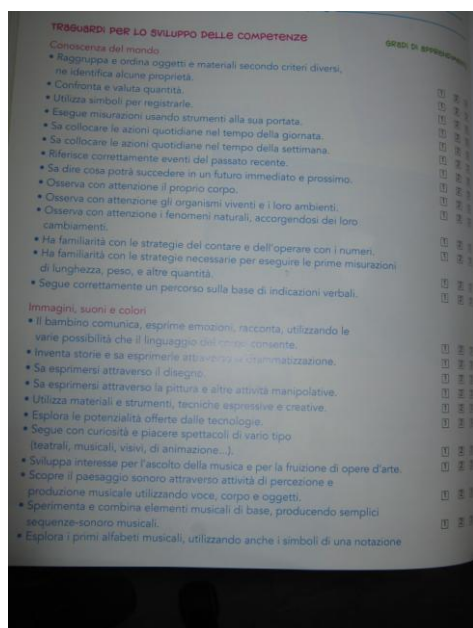 TRAGUARDI PER LO SVILUPPO DELLE COMPETENZE
GRADI DI
Conoscenza del mondo
• Raggruppa e ordina oggetti e materiali secondo criteri diversi,
ne identifica alcune proprietà.
• Confronta e valuta quantità.
• Utilizza simboli per registrarle.
• Esegue misurazioni usando strumenti alla sua portata.
• Sa collocare le azioni quotidiane nel tempo della giornata.
• Sa collocare le azioni quotidiane nel tempo della settimana.
• Riferisce correttamente eventi del passato recente.
• Sa dire cosa potrà succedere in un futuro immediato e prossimo.
• Osserva con attenzione il proprio corpo.
• Osserva con attenzione gli organismi viventi e i loro ambienti.
• Osserva con attenzione i fenomeni naturali, accorgendosi dei loro
cambiamenti.
• Ha familiarità con le strategie del contare e dell'operare con i numeri.
• Ha familiarità con le strategie necessarie per eseguire le prime misurazioni
di lunghezza, peso, e altre quantità.
• Segue correttamente un percorso sulla base di indicazioni verbali.
Immagini, suoni e colori
• Il bambino comunica, esprime emozioni, racconta, utilizzando le
varie possibilità che il linguaggio del corpo consente.
• Inventa storie e sa esprimerle attraverso la drammatizzazione.
• Sa esprimersi attraverso il disegno.
• Sa esprimersi attraverso la pittura e altre attività manipolative.
• Utilizza materiali e strumenti, tecniche espressive e creative.
• Esplora le potenzialità offerte dalle tecnologie.
• Segue con curiosità e piacere spettacoli di vario tipo
(teatrali, musicali, visivi, di animazione...).
• Sviluppa interesse per l'ascolto della musica e per la fruizione di opere d'arte.
• Scopre il paesaggio sonoro attraverso attività di percezione e
produzione musicale utilizzando voce, corpo e oggetti.
• Sperimenta e combina elementi musicali di base, producendo semplici
sequenze-sonoro musicali.
• Esplora i primi alfabeti musicali, utilizzando anche i simboli di una notazione